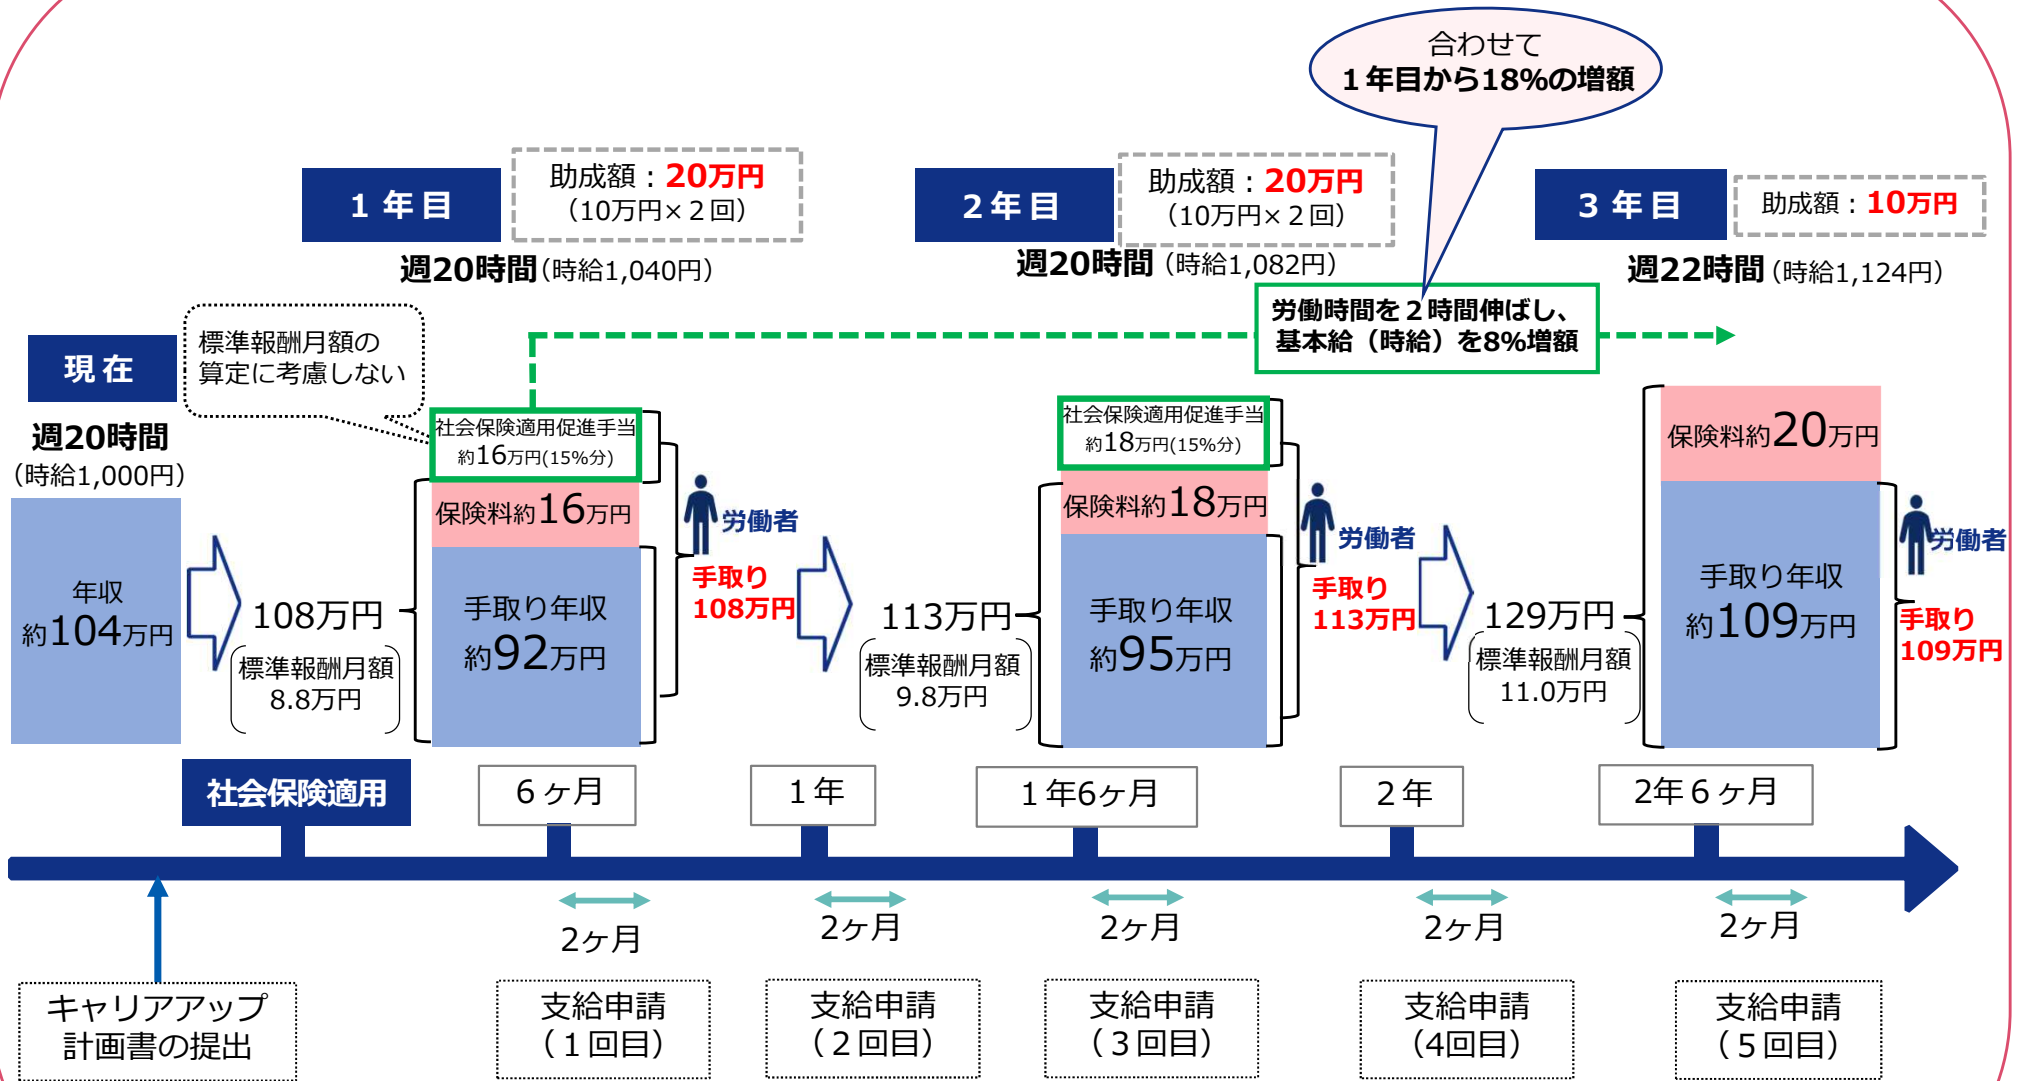 合わせて
１年目から18%の増額
１年目
助成額：20万円
（10万円×２回）
週20時間（時給1,040円）
２年目
助成額：20万円
（10万円×２回）
週20時間（時給1,082円）
３年目
助成額：10万円
週22時間（時給1,124円）
労働時間を２時間伸ばし、
基本給（時給）を8%増額
標準報酬月額の
算定に考慮しない
現在
週20時間
（時給1,000円）
年収
約104万円
108万円
標準報酬月額
8.8万円
社会保険適用促進手当
約16万円(15%分)
保険料約16万円
手取り年収
約92万円
労働者
手取り
108万円
113万円
標準報酬月額
9.8万円
社会保険適用促進手当
約18万円(15%分)
保険料約18万円
手取り年収
約95万円
労働者
手取り
113万円
129万円
標準報酬月額
11.0万円
保険料約20万円
手取り年収
約109万円
労働者
手取り
109万円
社会保険適用
６ヶ月
１年
１年6ヶ月
２年
2年６ヶ月
2ヶ月
2ヶ月
2ヶ月
2ヶ月
2ヶ月
キャリアアップ
計画書の提出
支給申請
（１回目）
支給申請
（２回目）
支給申請
（３回目）
支給申請
（4回目）
支給申請
（５回目）